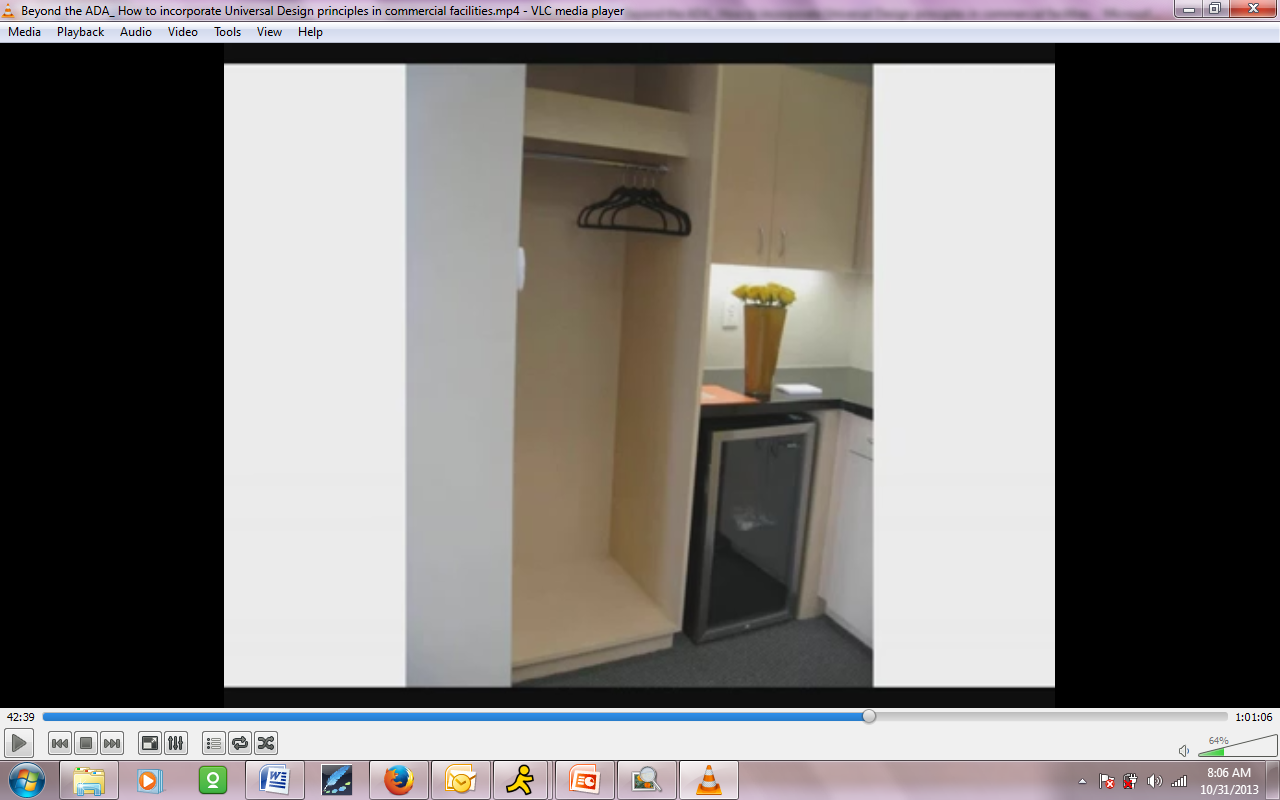 Beyond the ADA_ How to incorporate Universal Design principles in commercial facilities.mp4 - VLC media player
Media Playback Audio Video Tools View Help
42:39
1:01:06
64%
8:06 AM
10/31/2013